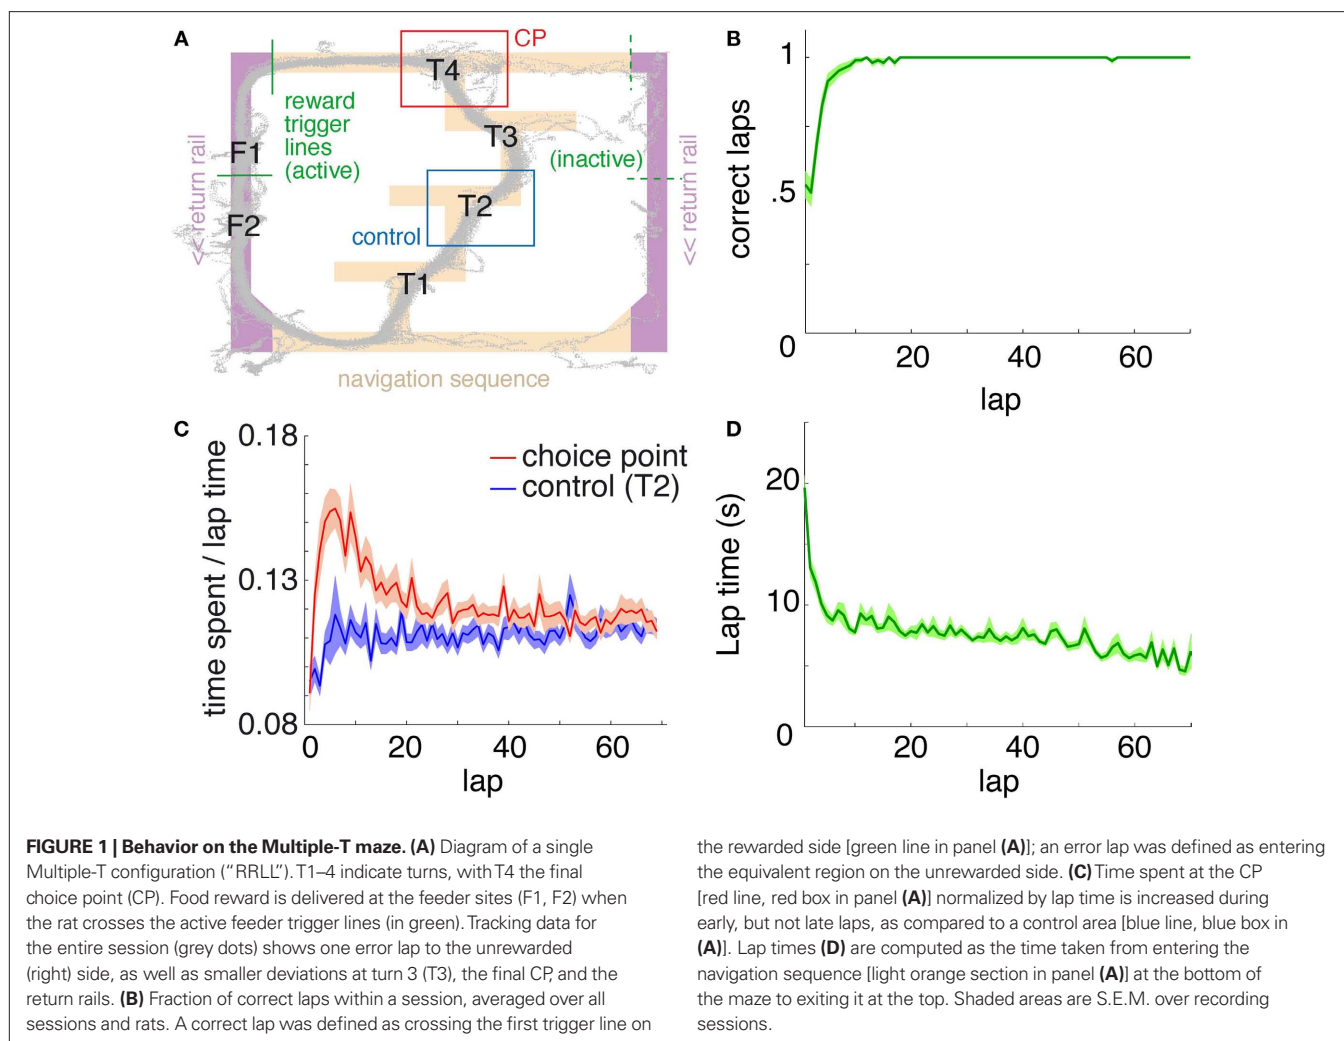 A
CP
T4
reward
trigger
lines
(active)
T3
(inactive)
F1
F2
<< return rail
<< return rail
T2
control
T1
navigation sequence
B
correct laps
1
.5
0
20
40
60
lap
C
time spent / lap time
0.18
0.13
0.08
choice point
control (T2)
0
20
40
60
lap
D
Lap time (s)
20
10
0
20
40
60
lap
FIGURE 1 | Behavior on the Multiple-T maze. (A) Diagram of a single
Multiple-T configuration (“RRLL”). T1–4 indicate turns, with T4 the final
choice point (CP). Food reward is delivered at the feeder sites (F1, F2) when
the rat crosses the active feeder trigger lines (in green). Tracking data for
the entire session (grey dots) shows one error lap to the unrewarded
(right) side, as well as smaller deviations at turn 3 (T3), the final CP, and the
return rails. (B) Fraction of correct laps within a session, averaged over all
sessions and rats. A correct lap was defined as crossing the first trigger line on
the rewarded side [green line in panel (A)]; an error lap was defined as entering
the equivalent region on the unrewarded side. (C) Time spent at the CP
[red line, red box in panel (A)] normalized by lap time is increased during
early, but not late laps, as compared to a control area [blue line, blue box in
(A)]. Lap times (D) are computed as the time taken from entering the
navigation sequence [light orange section in panel (A)] at the bottom of
the maze to exiting it at the top. Shaded areas are S.E.M. over recording
sessions.